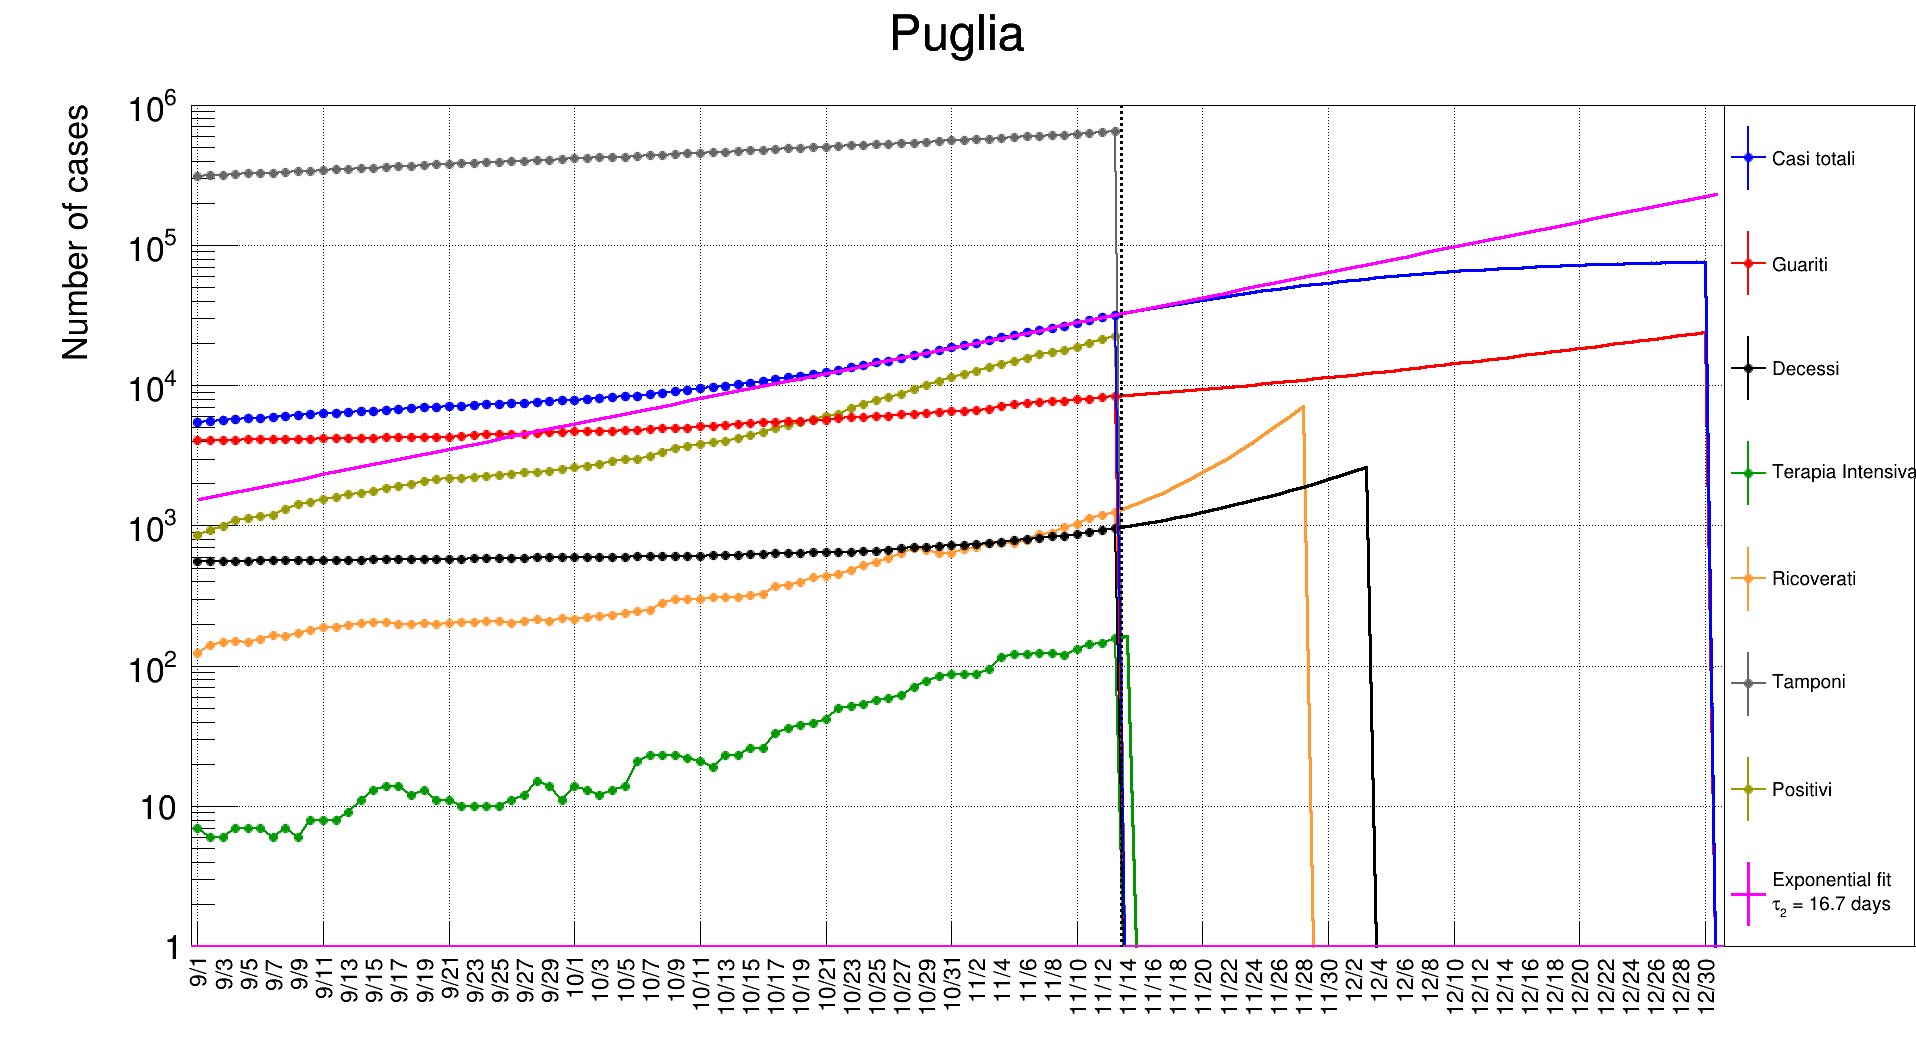 Puglia
Number of cases
10^6
10^5
10^4
10^3
10^2
10
1
9/1 9/3 9/5 9/7 9/9 9/11 9/13 9/15 9/17 9/19 9/21 9/23 9/25 9/27 9/29 10/1 10/3 10/5 10/7 10/9 10/11 10/13 10/15 10/17 10/19 10/21 10/23 10/25 10/27 10/29 10/31 11/2 11/4 11/6 11/8 11/10 11/12 11/14 11/16 11/18 11/20 11/22 11/24 11/26 11/28 11/30 12/2 12/4 12/6 12/8 12/10 12/12 12/14 12/16 12/18 12/20 12/22 12/24 12/26 12/28 12/30
Casi totali
Guariti
Decessi
Terapia Intensiva
Ricoverati
Tamponi
Positivi
Exponential fit
τ_2 = 16.7 days